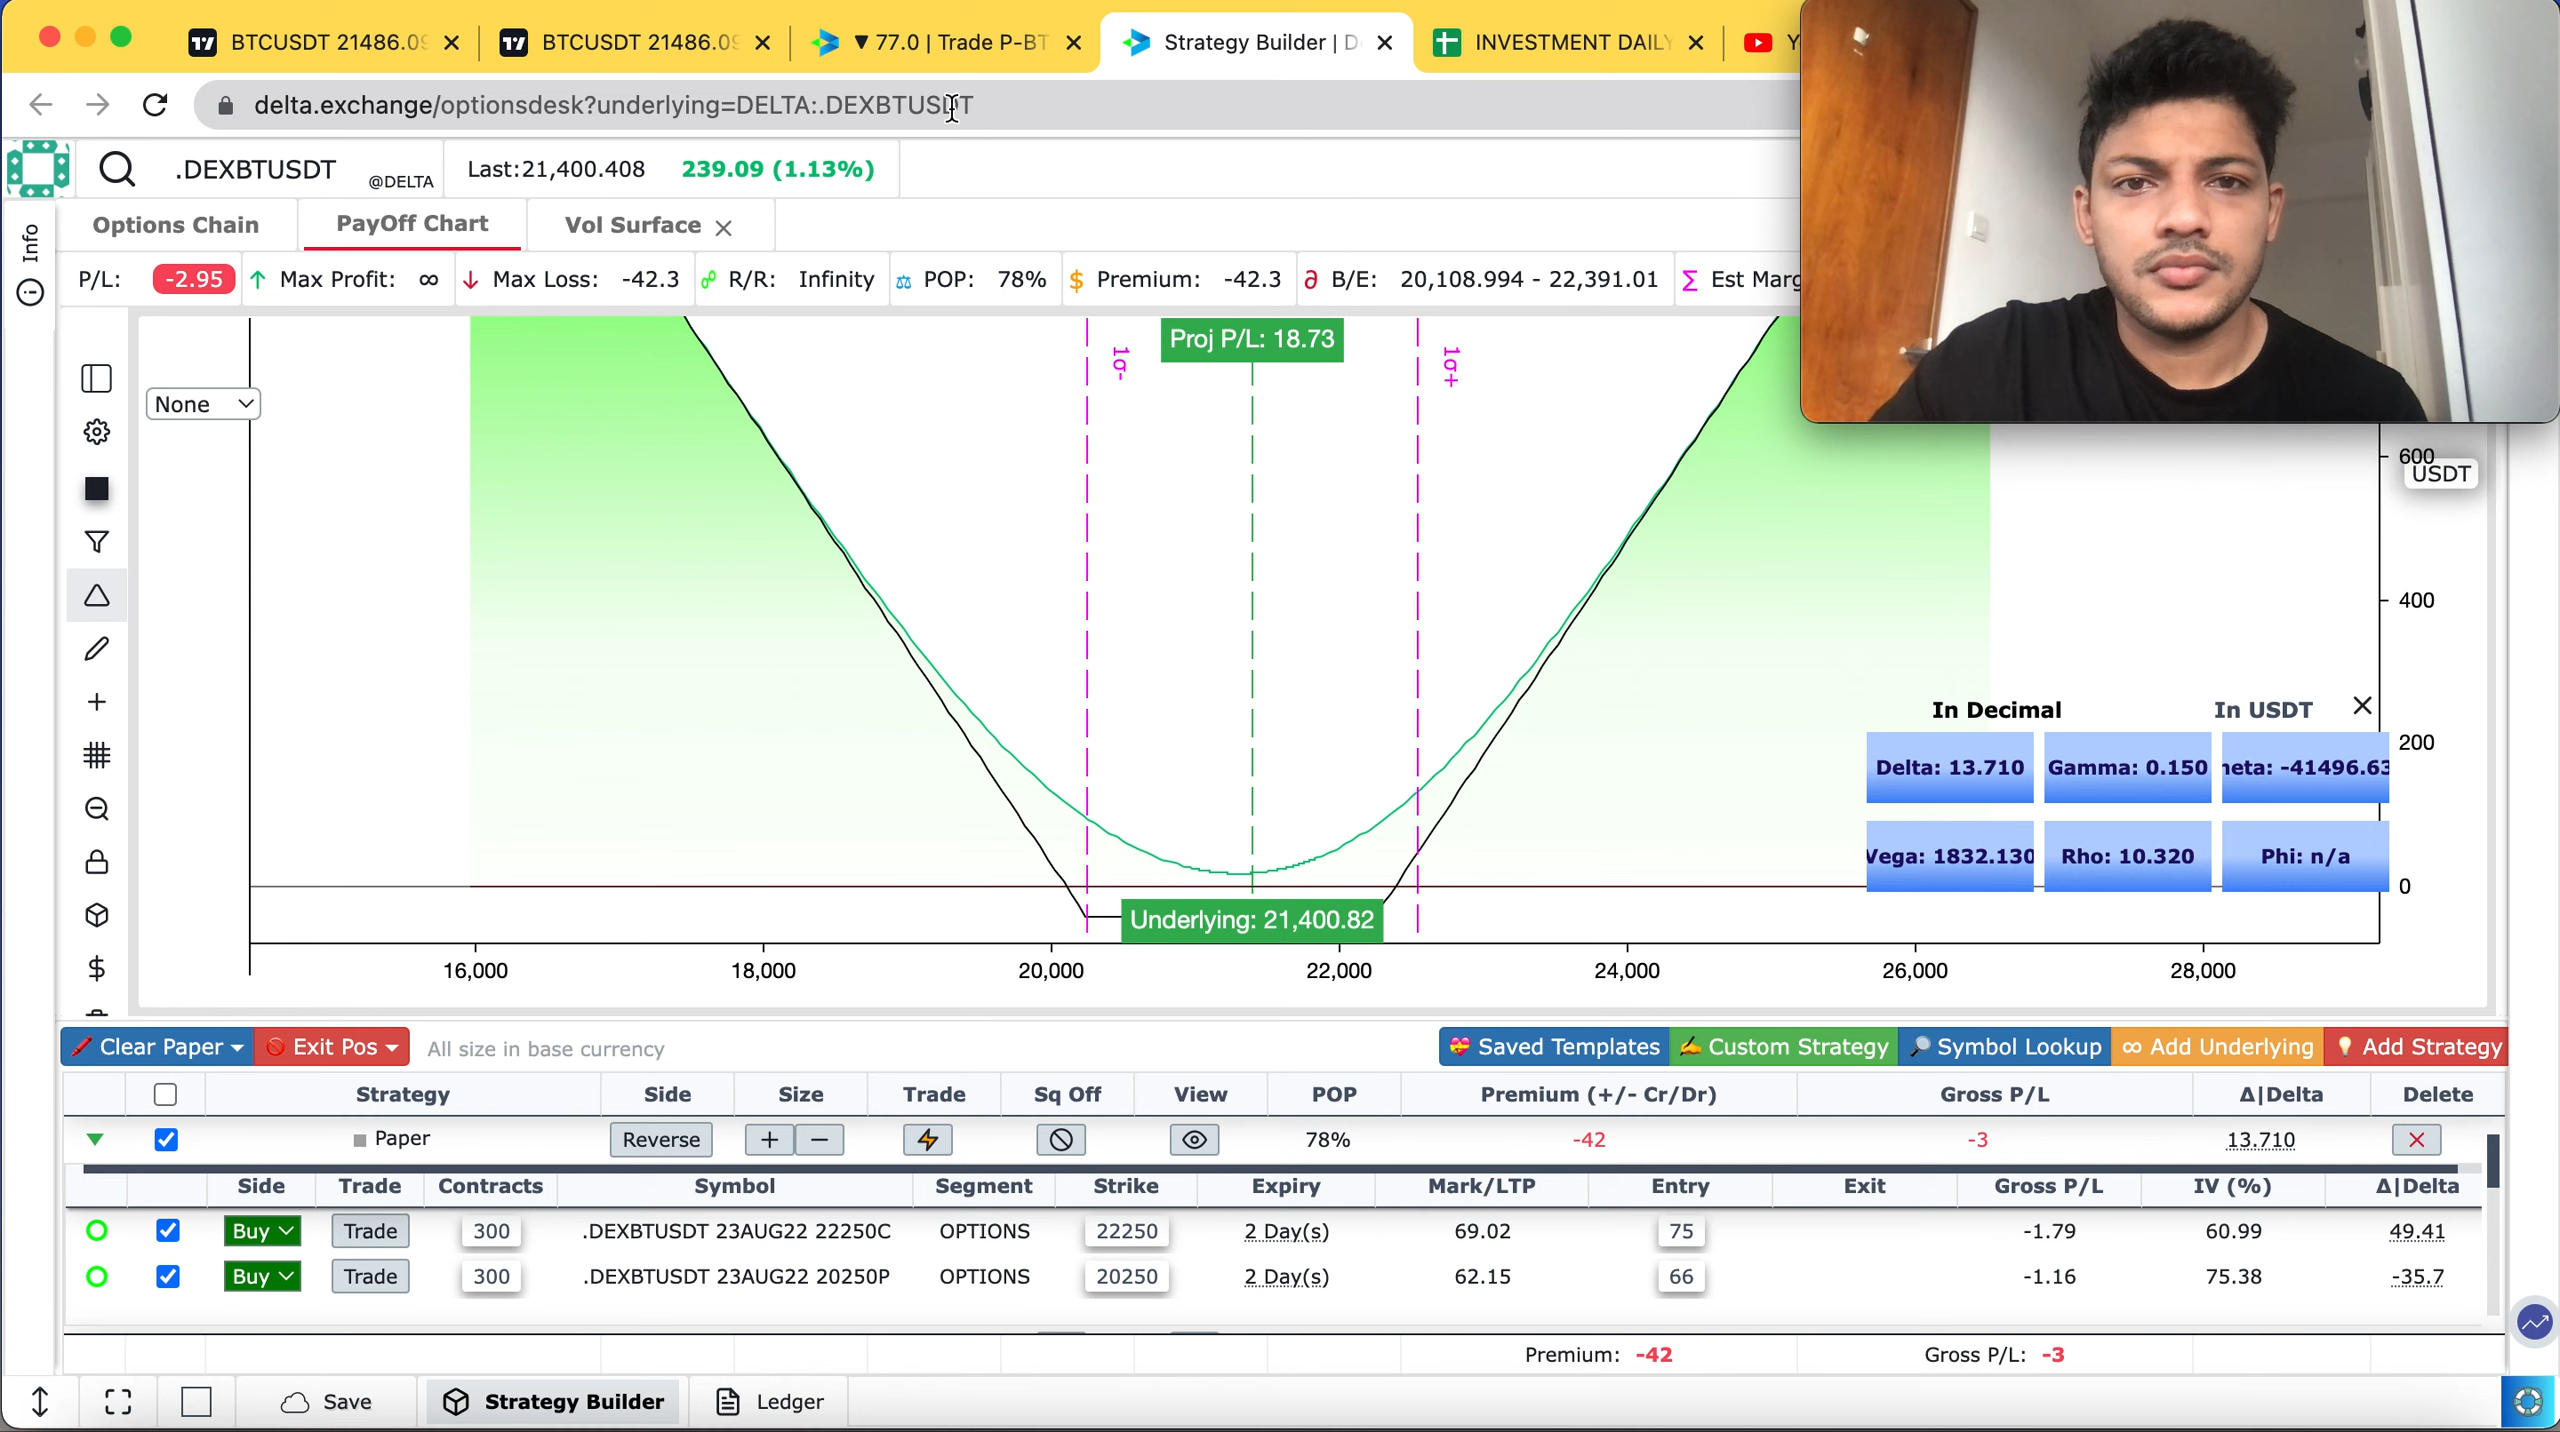 BTCUSDT 21486.09
BTCUSDT 21486.09
▼ 77.0 | Trade P-BT
Strategy Builder | D
INVESTMENT DAILY
delta.exchange/optionsdesk?underlying=DELTA:.DEXBTUSDT
.DEXBTUSDT @DELTA Last:21,400.408 239.09 (1.13%)
Info
Options Chain PayOff Chart Vol Surface
P/L: -2.95 Max Profit: ∞ Max Loss: -42.3 R/R: Infinity POP: 78% Premium: -42.3 B/E: 20,108.994 - 22,391.01 Est Marg
Proj P/L: 18.73
1σ-
1σ+
None
600
USDT
400
In Decimal In USDT
200
Delta: 13.710 Gamma: 0.150 heta: -41496.63
Vega: 1832.130 Rho: 10.320 Phi: n/a
0
Underlying: 21,400.82
16,000 18,000 20,000 22,000 24,000 26,000 28,000
Clear Paper Exit Pos All size in base currency Saved Templates Custom Strategy Symbol Lookup Add Underlying Add Strategy
Strategy Side Size Trade Sq Off View POP Premium (+/- Cr/Dr) Gross P/L Δ|Delta Delete
Paper Reverse + − 78% -42 -3 13.710
Side Trade Contracts Symbol Segment Strike Expiry Mark/LTP Entry Exit Gross P/L IV (%) Δ|Delta
Buy Trade 300 .DEXBTUSDT 23AUG22 22250C OPTIONS 22250 2 Day(s) 69.02 75 -1.79 60.99 49.41
Buy Trade 300 .DEXBTUSDT 23AUG22 20250P OPTIONS 20250 2 Day(s) 62.15 66 -1.16 75.38 -35.7
Premium: -42 Gross P/L: -3
Save Strategy Builder Ledger